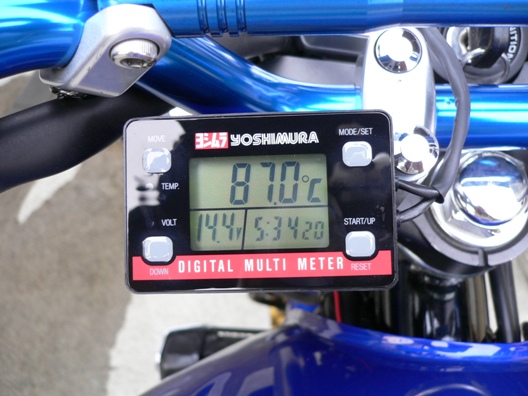 ヨシムラ YOSHIMURA
MOVE
MODE/SET
TEMP.
87.0°C
VOLT
14.4V 5:34 20
START/UP
DOWN
DIGITAL MULTI METER
RESET